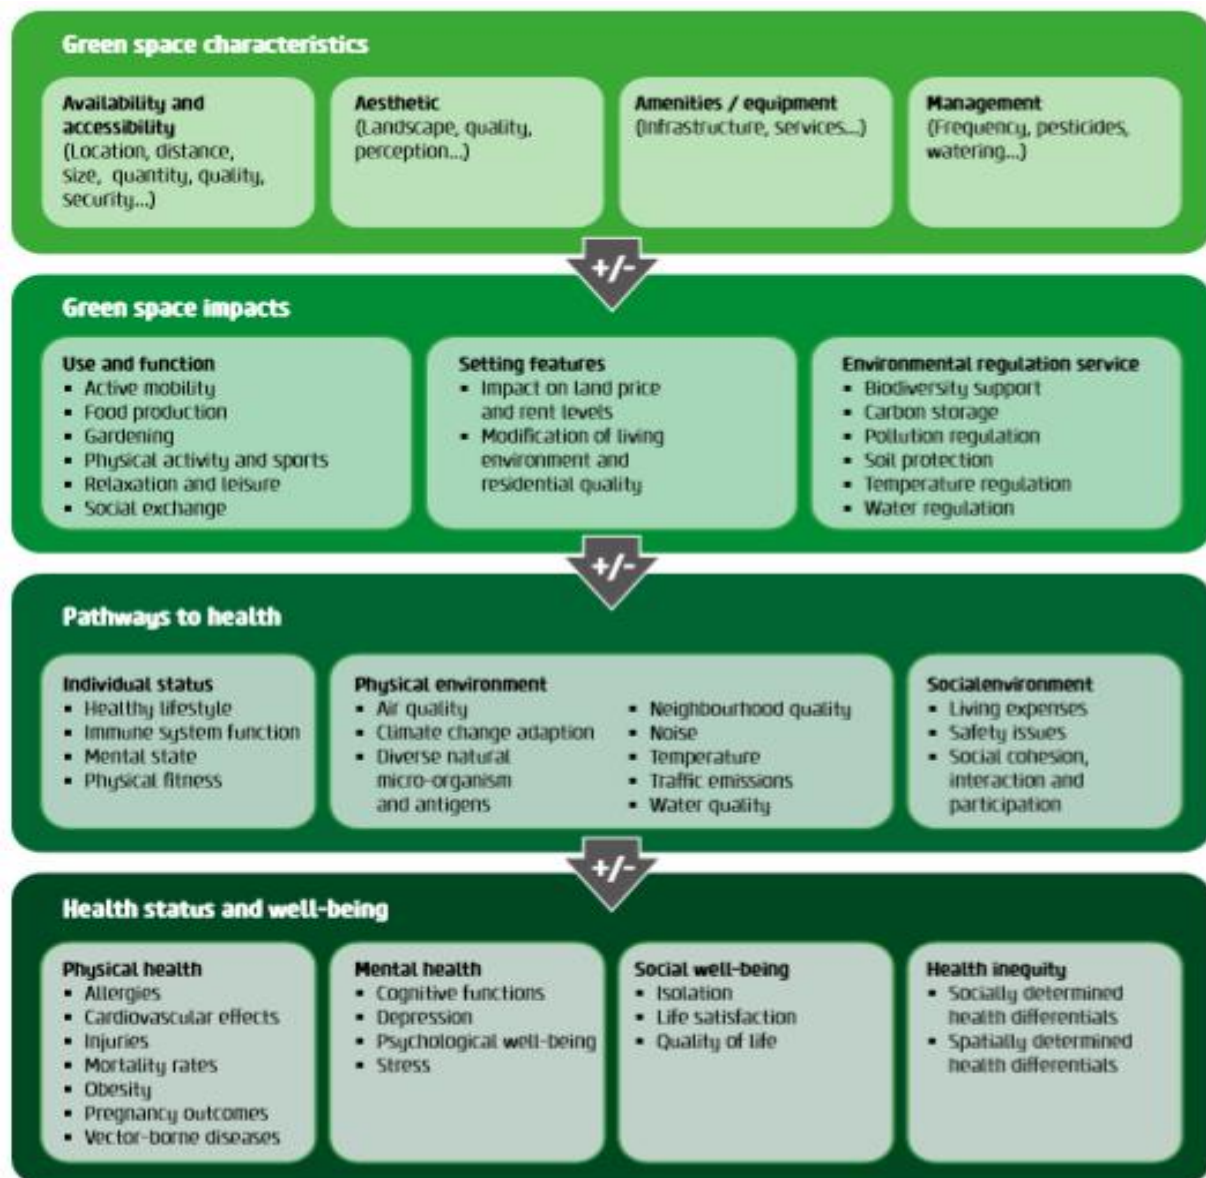 Green space characteristics
Availability and
accessibility
(Location, distance,
size, quantity, quality,
security...)
Aesthetic
(Landscape, quality,
perception...)
Amenities / equipment
(Infrastructure, services...)
Management
(Frequency, pesticides,
watering...)
+/-
Green space impacts
Use and function
▪ Active mobility
▪ Food production
▪ Gardening
▪ Physical activity and sports
▪ Relaxation and leisure
▪ Social exchange
Setting features
▪ Impact on land price
and rent levels
▪ Modification of living
environment and
residential quality
Environmental regulation service
▪ Biodiversity support
▪ Carbon storage
▪ Pollution regulation
▪ Soil protection
▪ Temperature regulation
▪ Water regulation
+/-
Pathways to health
Individual status
▪ Healthy lifestyle
▪ Immune system function
▪ Mental state
▪ Physical fitness
Physical environment
▪ Air quality
▪ Climate change adaption
▪ Diverse natural
micro-organism
and antigens
▪ Neighbourhood quality
▪ Noise
▪ Temperature
▪ Traffic emissions
▪ Water quality
Socialenvironment
▪ Living expenses
▪ Safety issues
▪ Social cohesion,
interaction and
participation
+/-
Health status and well-being
Physical health
▪ Allergies
▪ Cardiovascular effects
▪ Injuries
▪ Mortality rates
▪ Obesity
▪ Pregnancy outcomes
▪ Vector-borne diseases
Mental health
▪ Cognitive functions
▪ Depression
▪ Psychological well-being
▪ Stress
Social well-being
▪ Isolation
▪ Life satisfaction
▪ Quality of life
Health inequity
▪ Socially determined
health differentials
▪ Spatially determined
health differentials